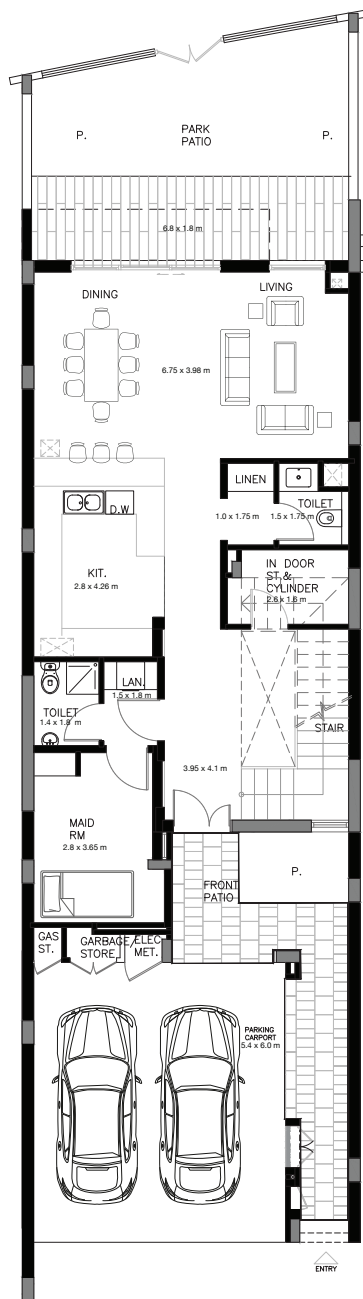 PARK
PATIO
P.
P.
6.8 x 1.8 m
DINING
LIVING
6.75 x 3.98 m
LINEN
TOILET
1.0 x 1.75 m
1.5 x 1.75 m
D.W
KIT.
2.8 x 4.26 m
IN DOOR
ST.&
CYLINDER
2.6 x 1.6 m
LAN.
1.5 x 1.8 m
TOILET
1.4 x 1.8 m
STAIR
3.95 x 4.1 m
MAID
RM
2.8 x 3.65 m
P.
FRONT
PATIO
GAS
ST.
GARBAGE
STORE
ELEC
MET.
PARKING
CARPORT
5.4 x 6.0 m
ENTRY